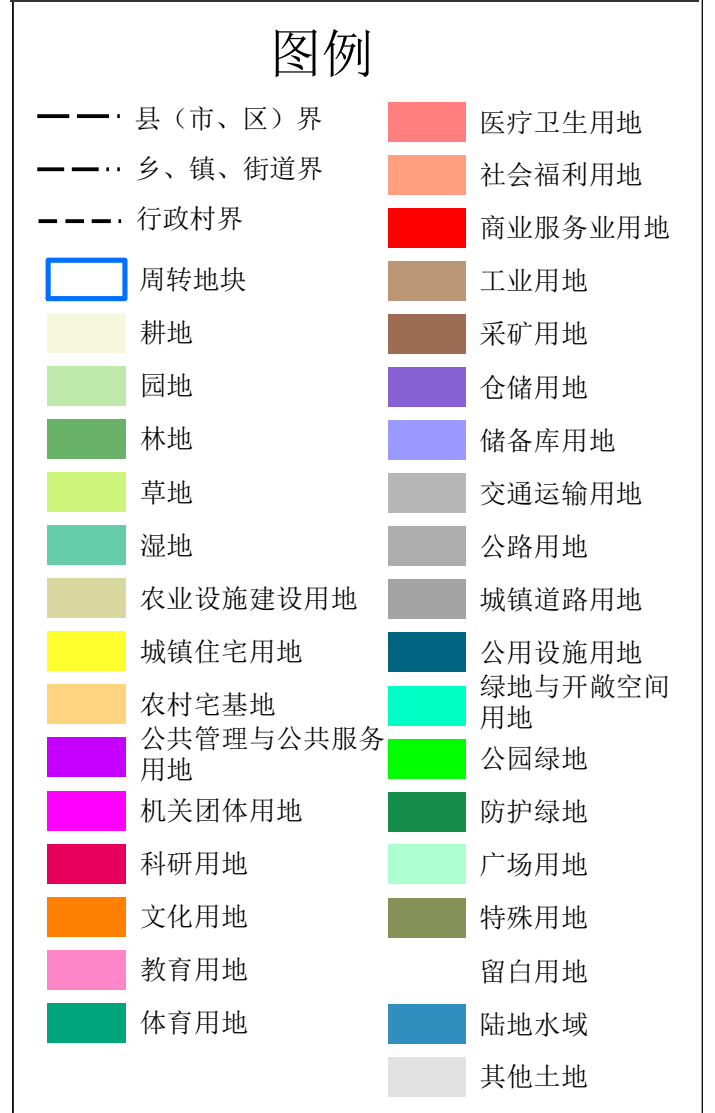 图例
县（市、区）界
乡、镇、街道界
行政村界
周转地块
耕地
园地
林地
草地
湿地
农业设施建设用地
城镇住宅用地
农村宅基地
公共管理与公共服务
用地
机关团体用地
科研用地
文化用地
教育用地
体育用地
医疗卫生用地
社会福利用地
商业服务业用地
工业用地
采矿用地
仓储用地
储备库用地
交通运输用地
公路用地
城镇道路用地
公用设施用地
绿地与开敞空间
用地
公园绿地
防护绿地
广场用地
特殊用地
留白用地
陆地水域
其他土地